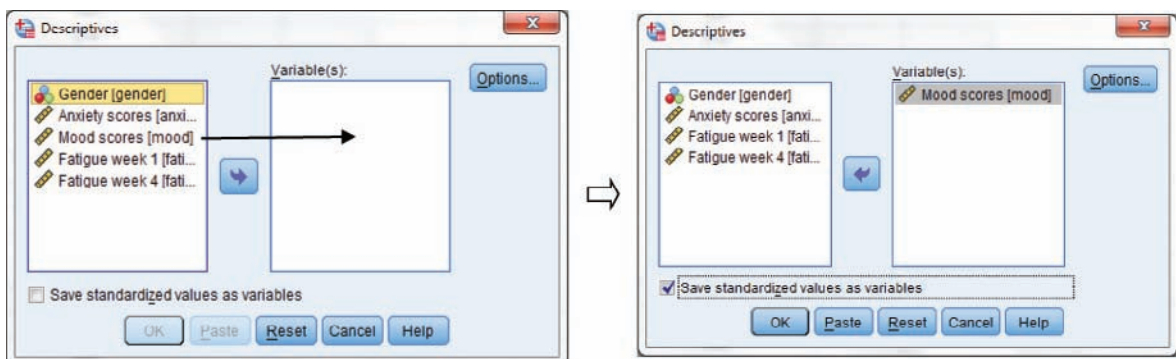 Descriptives
Variable(s):
Options...
Gender [gender]
Anxiety scores [anxi...
Mood scores [mood]
Fatigue week 1 [fati...
Fatigue week 4 [fati...
Save standardized values as variables
OK Paste Reset Cancel Help
Descriptives
Variable(s):
Options...
Gender [gender]
Anxiety scores [anxi...
Fatigue week 1 [fati...
Fatigue week 4 [fati...
Mood scores [mood]
Save standardized values as variables
OK Paste Reset Cancel Help